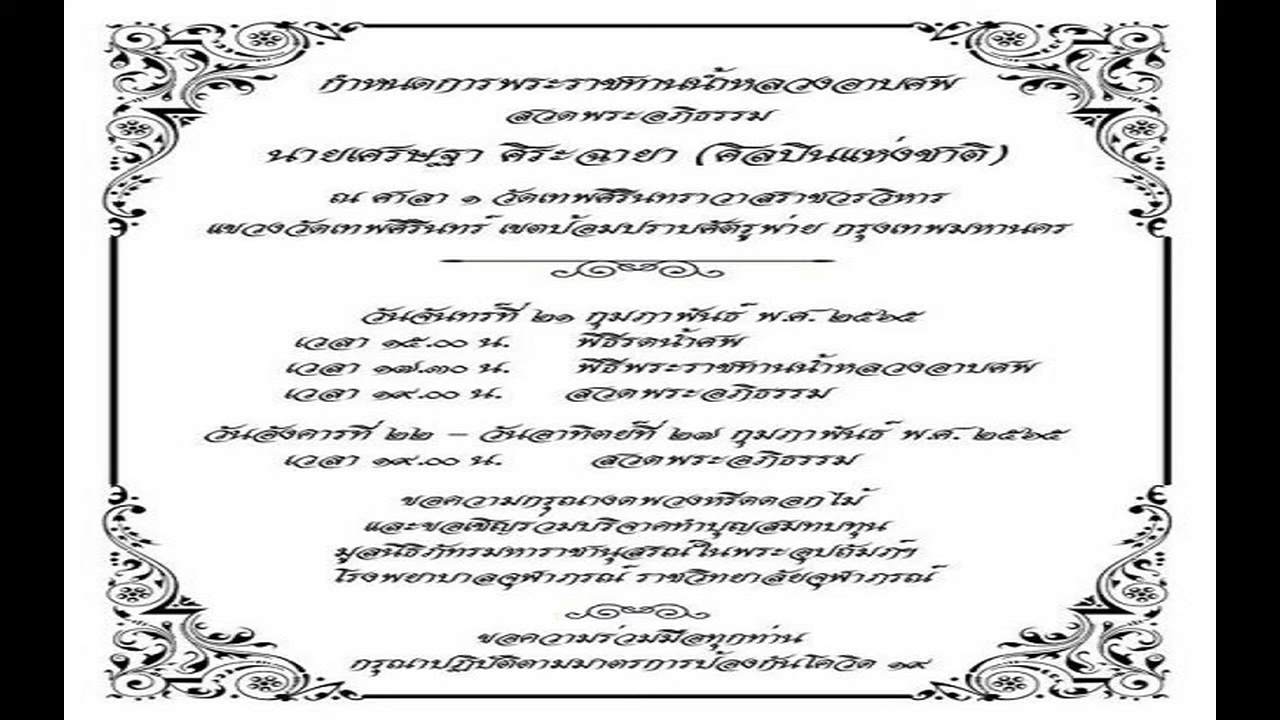 กำหนดการพระราชทานน้ำหลวงอาบศพ
สวดพระอภิธรรม
นายเศรษฐา ศิระฉายา (ศิลปินแห่งชาติ)
ณ ศาลา ๑ วัดเทพศิรินทราวาสราชวรวิหาร
แขวงวัดเทพศิรินทร์ เขตป้อมปราบศัตรูพ่าย กรุงเทพมหานคร
วันจันทร์ที่ ๒๑ กุมภาพันธ์ พ.ศ. ๒๕๖๕
เวลา ๑๕.๐๐ น. พิธีรดน้ำศพ
เวลา ๑๗.๓๐ น. พิธีพระราชทานน้ำหลวงอาบศพ
เวลา ๑๙.๐๐ น. สวดพระอภิธรรม
วันอังคารที่ ๒๒ - วันอาทิตย์ที่ ๒๗ กุมภาพันธ์ พ.ศ. ๒๕๖๕
เวลา ๑๙.๐๐ น. สวดพระอภิธรรม
ขอความกรุณางดพวงหรีดดอกไม้
และขอเชิญร่วมบริจาคทำบุญสมทบทุน
มูลนิธิภัทรมหาราชานุสรณ์ในพระอุปถัมภ์ฯ
โรงพยาบาลจุฬาภรณ์ ราชวิทยาลัยจุฬาภรณ์
ขอความร่วมมือทุกท่าน
กรุณาปฏิบัติตามมาตรการป้องกันโควิด ๑๙